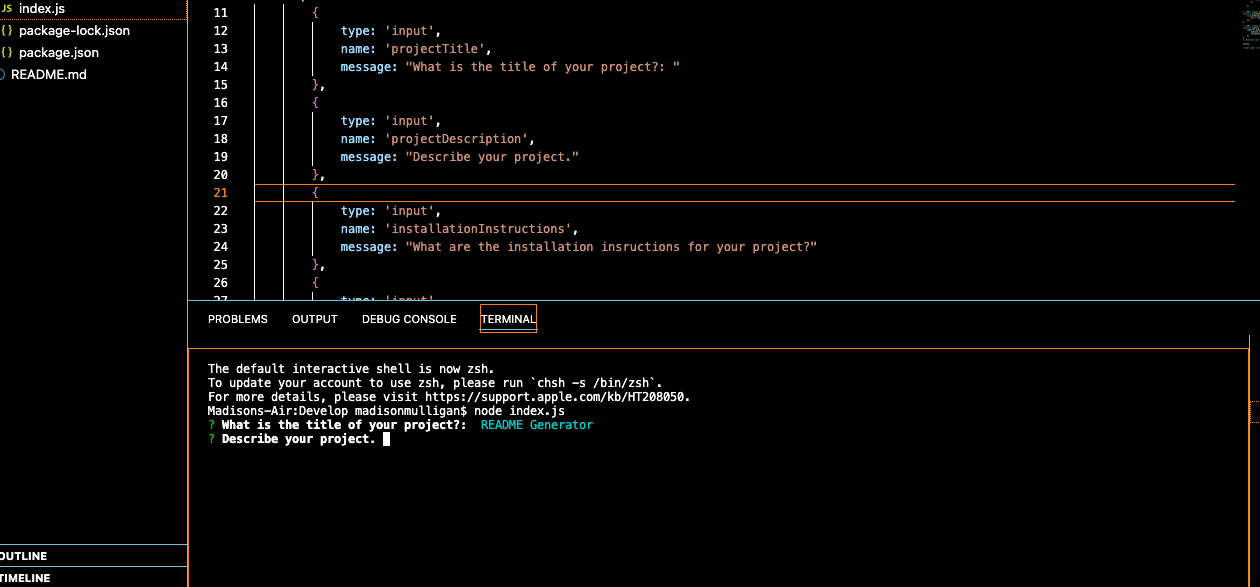 JS index.js
{} package-lock.json
{} package.json
README.md
OUTLINE
TIMELINE
11 {
12 type: 'input',
13 name: 'projectTitle',
14 message: "What is the title of your project?: "
15 },
16 {
17 type: 'input',
18 name: 'projectDescription',
19 message: "Describe your project."
20 },
21 {
22 type: 'input',
23 name: 'installationInstructions',
24 message: "What are the installation insructions for your project?"
25 },
26 {
27 type: 'input'
PROBLEMS OUTPUT DEBUG CONSOLE TERMINAL
The default interactive shell is now zsh.
To update your account to use zsh, please run `chsh -s /bin/zsh`.
For more details, please visit https://support.apple.com/kb/HT208050.
Madisons-Air:Develop madisonmulligan$ node index.js
? What is the title of your project?: README Generator
? Describe your project.